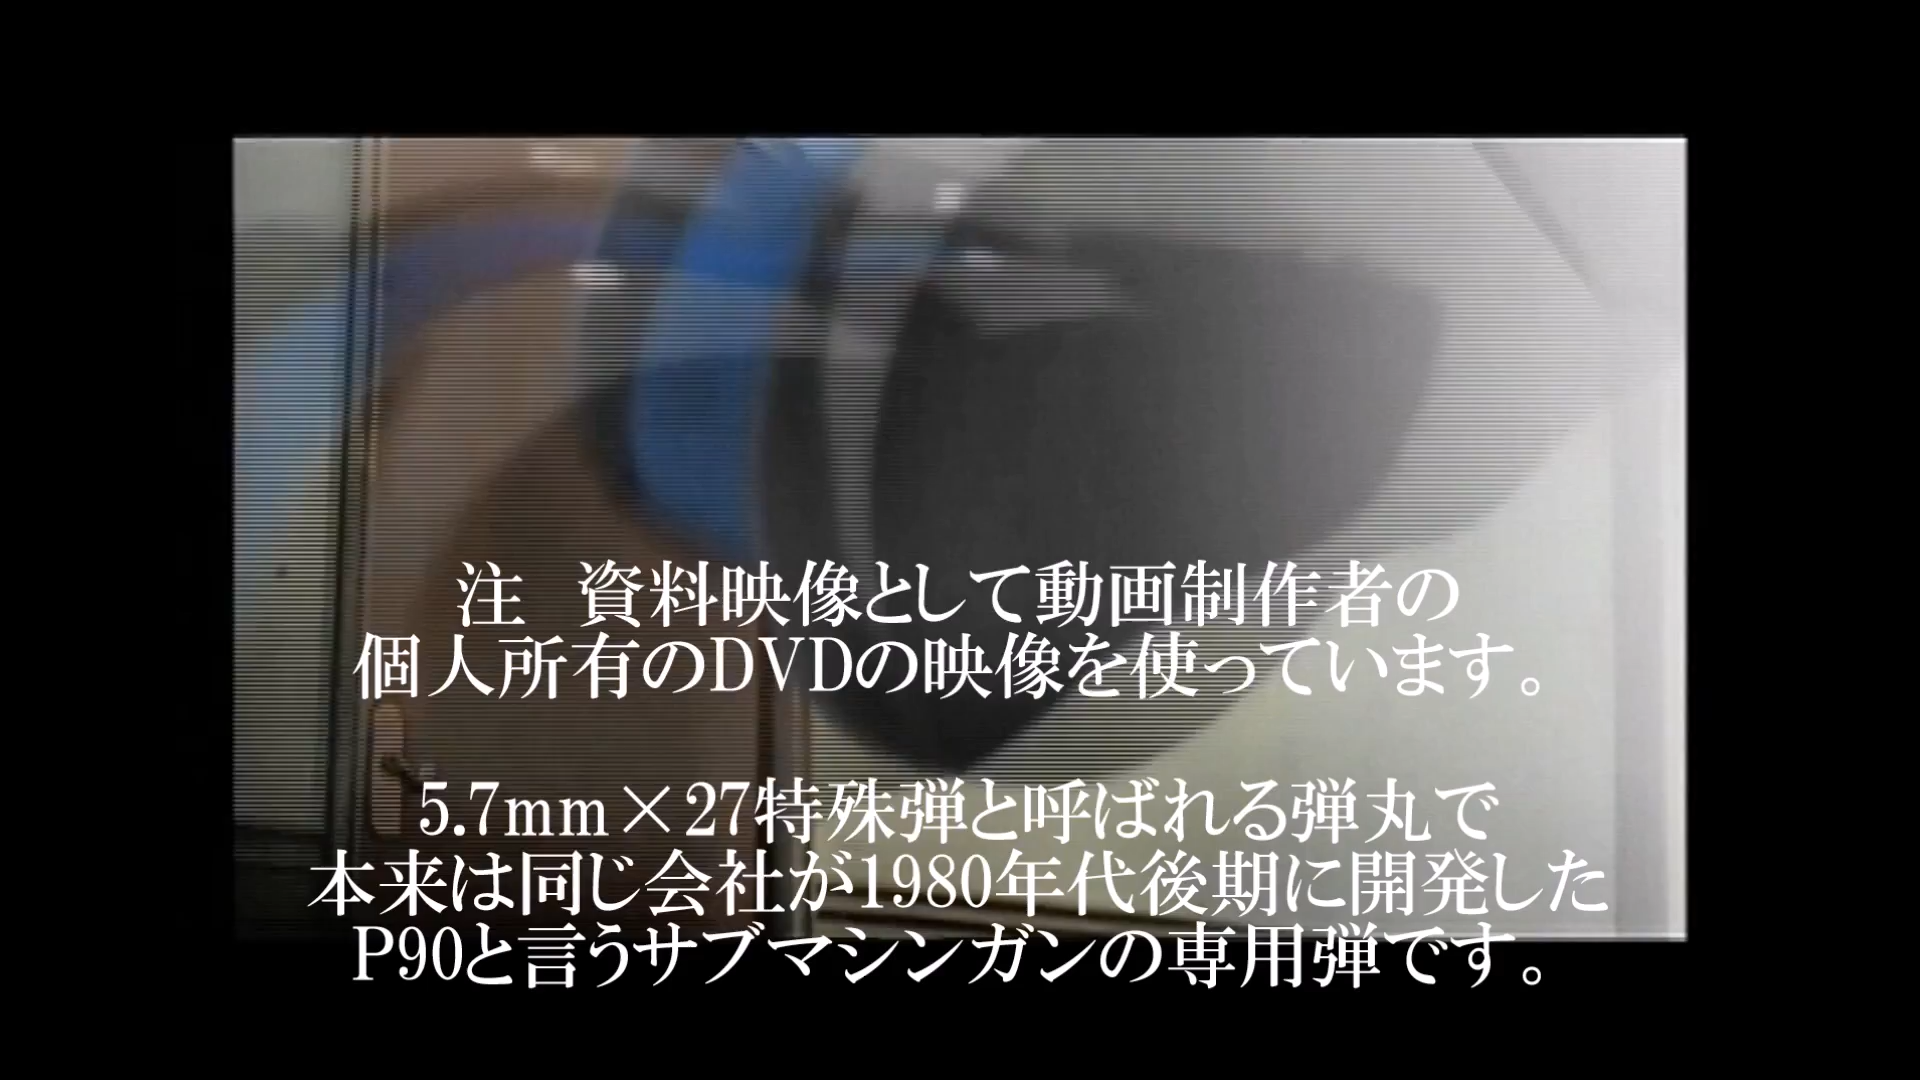 注　資料映像として動画制作者の
個人所有のDVDの映像を使っています。
5.7mm×27特殊弾と呼ばれる弾丸で
本来は同じ会社が1980年代後期に開発した
P90と言うサブマシンガンの専用弾です。